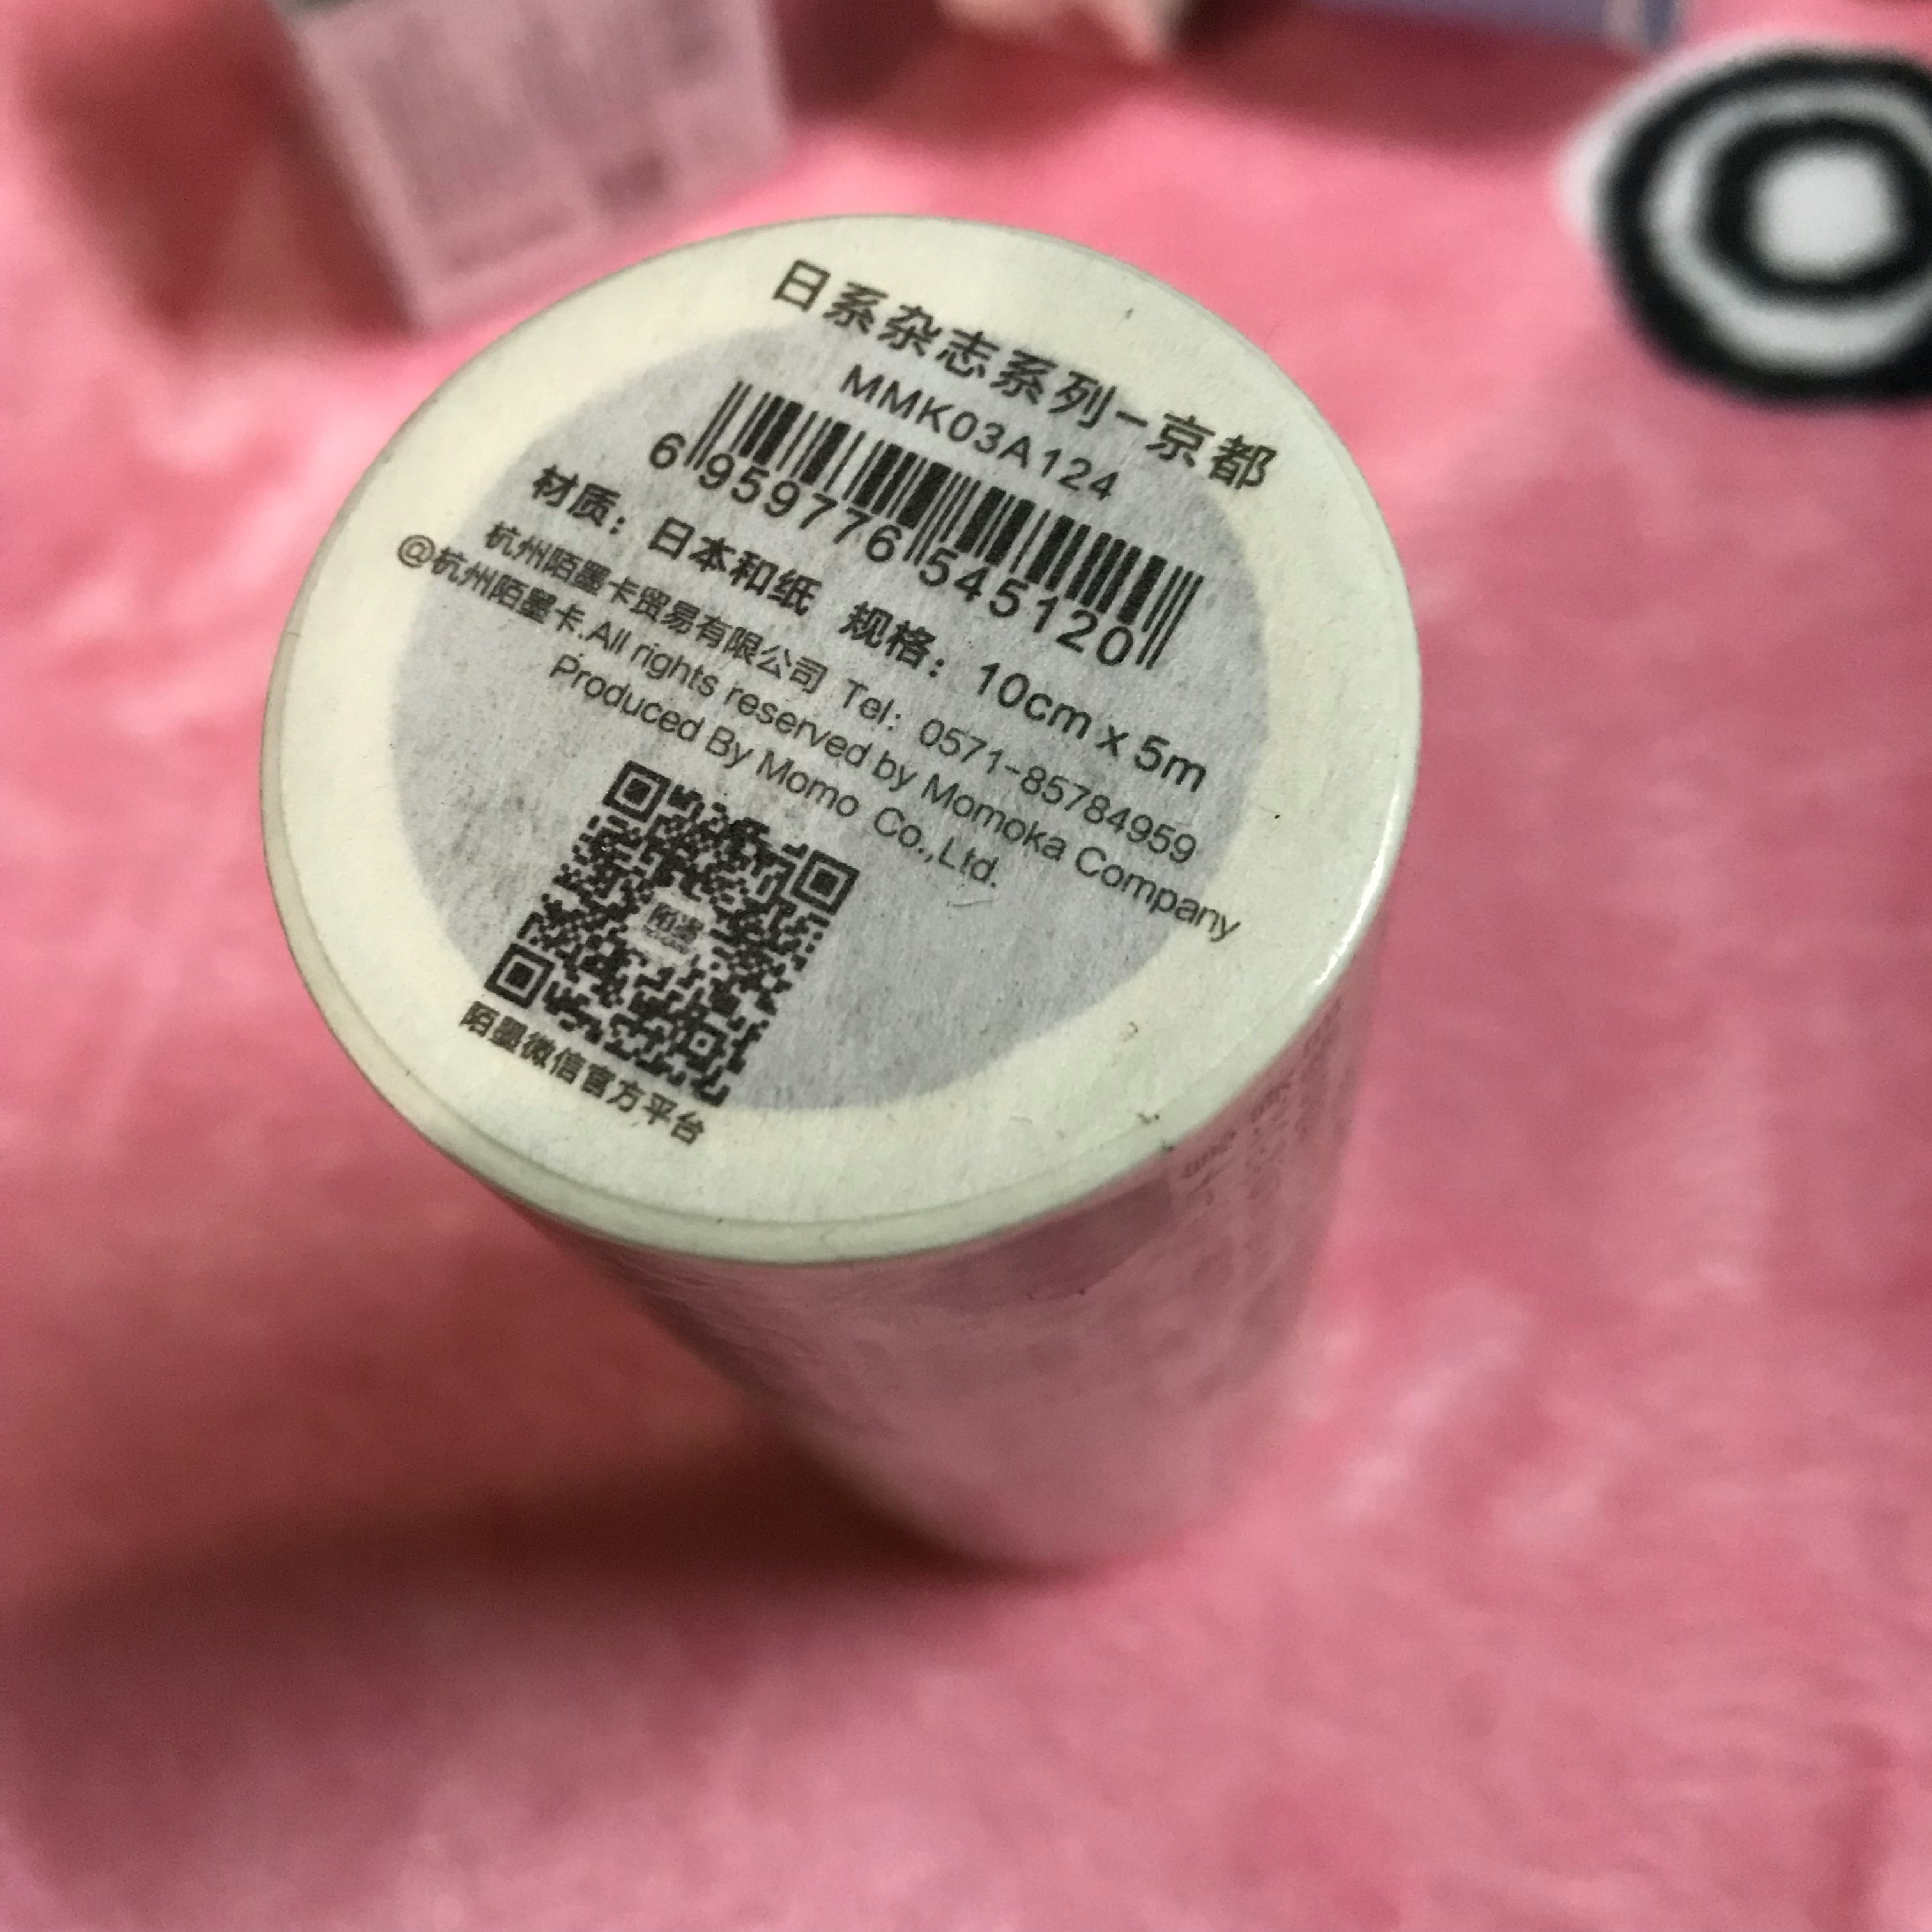 日系杂志系列-京都
MMK03A124
6 959776 545120
材质：日本和纸 规格：10cm x 5m
杭州陌墨卡贸易有限公司 Tel：0571-85784959
@杭州陌墨卡.All rights reserved by Momoka Company
Produced By Momo Co.,Ltd.
陌墨
陌墨微信官方平台